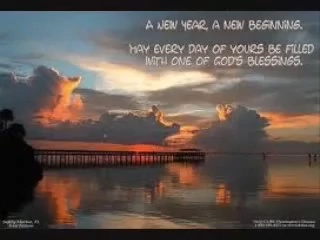 A NEW YEAR, A NEW BEGINNING.
MAY EVERY DAY OF YOURS BE FILLED
WITH ONE OF GOD'S BLESSINGS.